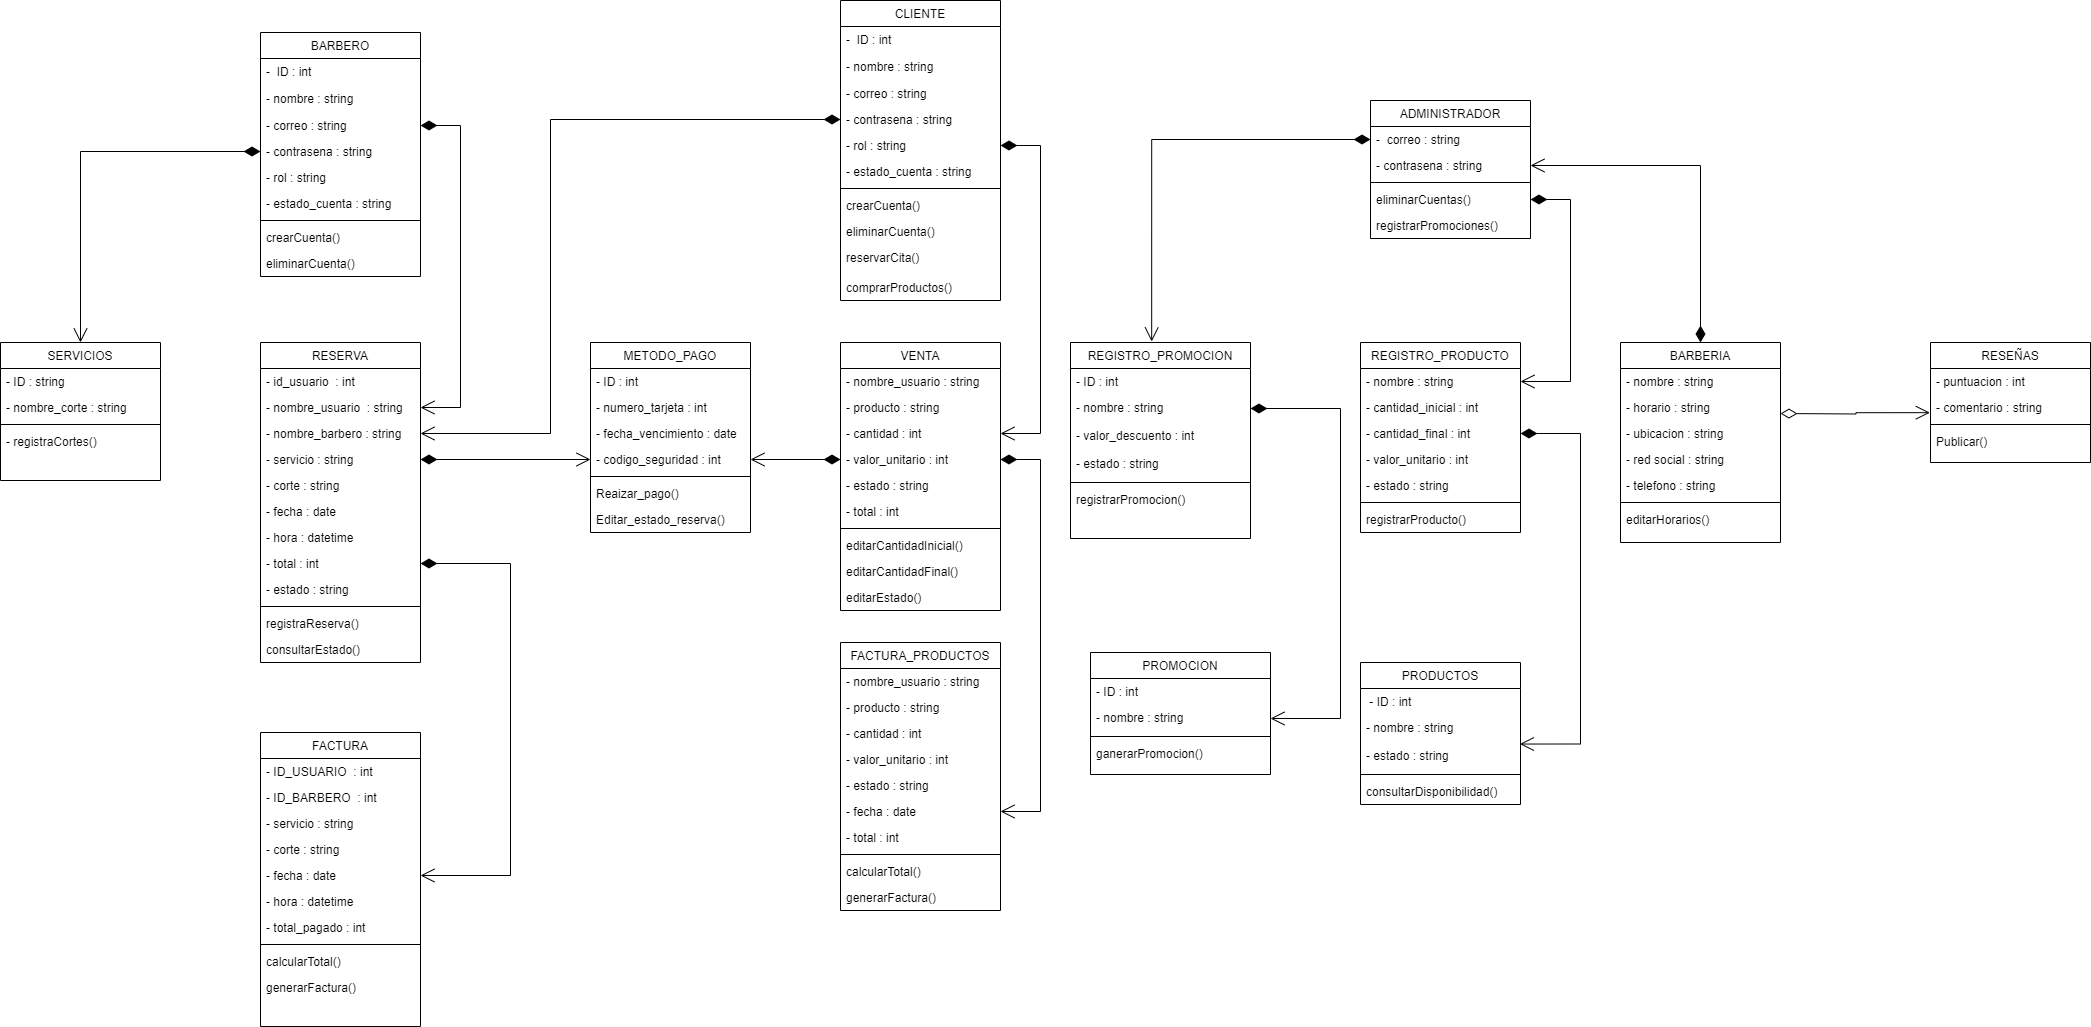 BARBERO
-  ID : int
- nombre : string
- correo : string
- contrasena : string
- rol : string
- estado_cuenta : string
crearCuenta()
eliminarCuenta()
CLIENTE
-  ID : int
- nombre : string
- correo : string
- contrasena : string
- rol : string
- estado_cuenta : string
crearCuenta()
eliminarCuenta()
reservarCita()
comprarProductos()
ADMINISTRADOR
-  correo : string
- contrasena : string
eliminarCuentas()
registrarPromociones()
SERVICIOS
- ID : string
- nombre_corte : string
- registraCortes()
RESERVA
- id_usuario  : int
- nombre_usuario  : string
- nombre_barbero : string
- servicio : string
- corte : string
- fecha : date
- hora : datetime
- total : int
- estado : string
registraReserva()
consultarEstado()
METODO_PAGO
- ID : int
- numero_tarjeta : int
- fecha_vencimiento : date
- codigo_seguridad : int
Reaizar_pago()
Editar_estado_reserva()
VENTA
- nombre_usuario : string
- producto : string
- cantidad : int
- valor_unitario : int
- estado : string
- total : int
editarCantidadInicial()
editarCantidadFinal()
editarEstado()
REGISTRO_PROMOCION
- ID : int
- nombre : string
- valor_descuento : int
- estado : string
registrarPromocion()
REGISTRO_PRODUCTO
- nombre : string
- cantidad_inicial : int
- cantidad_final : int
- valor_unitario : int
- estado : string
registrarProducto()
BARBERIA
- nombre : string
- horario : string
- ubicacion : string
- red social : string
- telefono : string
editarHorarios()
RESEÑAS
- puntuacion : int
- comentario : string
Publicar()
FACTURA_PRODUCTOS
- nombre_usuario : string
- producto : string
- cantidad : int
- valor_unitario : int
- estado : string
- fecha : date
- total : int
calcularTotal()
generarFactura()
PROMOCION
- ID : int
- nombre : string
ganerarPromocion()
PRODUCTOS
- ID : int
- nombre : string
- estado : string
consultarDisponibilidad()
FACTURA
- ID_USUARIO  : int
- ID_BARBERO  : int
- servicio : string
- corte : string
- fecha : date
- hora : datetime
- total_pagado : int
calcularTotal()
generarFactura()